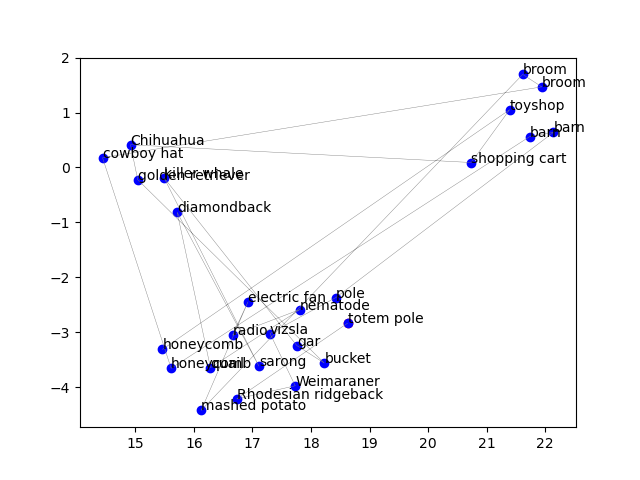 2
broom
broom
1
toyshop
barn
barn
Chihuahua
cowboy hat
shopping cart
0
killer whale
golden retriever
diamondback
−1
−2
electric fan
pole
nematode
totem pole
−3
radio
vizsla
honeycomb
gar
bucket
honeycomb
quail
sarong
−4
Weimaraner
Rhodesian ridgeback
mashed potato
15 16 17 18 19 20 21 22